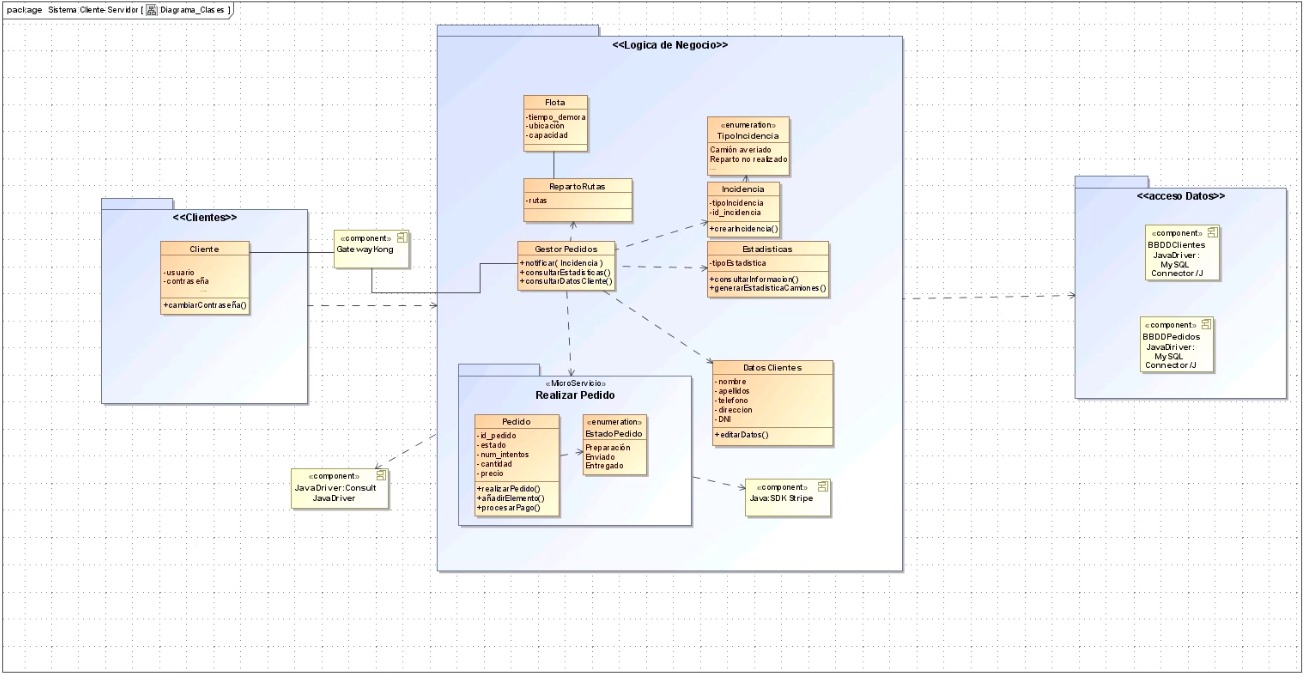 package Sistema Cliente-Servidor [ Diagrama_Clases ]
<<Logica de Negocio>>
Flota
-tiempo_demora
-ubicación
-capacidad
«enumeration»
TipoIncidencia
Camión averiado
Reparto no realizado
...
RepartoRutas
-rutas
Incidencia
-tipoIncidencia
-id_incidencia
+crearIncidencia()
<<Clientes>>
Cliente
-usuario
-contraseña
...
+cambiarContraseña()
«component»
GatewayKong
Gestor Pedidos
+notificar( Incidencia )
+consultarEstadisticas()
+consultarDatosCliente()
Estadisticas
-tipoEstadistica
+consultarInformacion()
+generarEstadisticaCamiones()
<<acceso Datos>>
«component»
BBDDClientes
JavaDiriver:
MySQL
Connector/J
«component»
BBDDPedidos
JavaDiriver:
MySQL
Connector/J
Datos Clientes
-nombre
-apellidos
-telefono
-direccion
-DNI
+editarDatos()
«MicroServicio»
Realizar Pedido
Pedido
-id_pedido
-estado
-num_intentos
-cantidad
-precio
+realizarPedido()
+añadirElemento()
+procesarPago()
«enumeration»
EstadoPedido
Preparación
Enviado
Entregado
«component»
JavaDriver:Consult
JavaDriver
«component»
Java:SDK Stripe